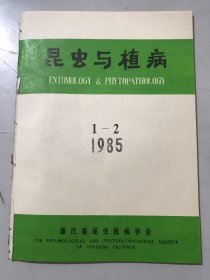 昆虫与植病
ENTOMOLOGY & PHYTOPATHOLOGY
1-2
1985
浙江省昆虫植病学会
THE ENTOMOLOGICAL AND PHYTOPATHOLOGICAL SOCIETY
OF ZHEJIANG PROVINCE